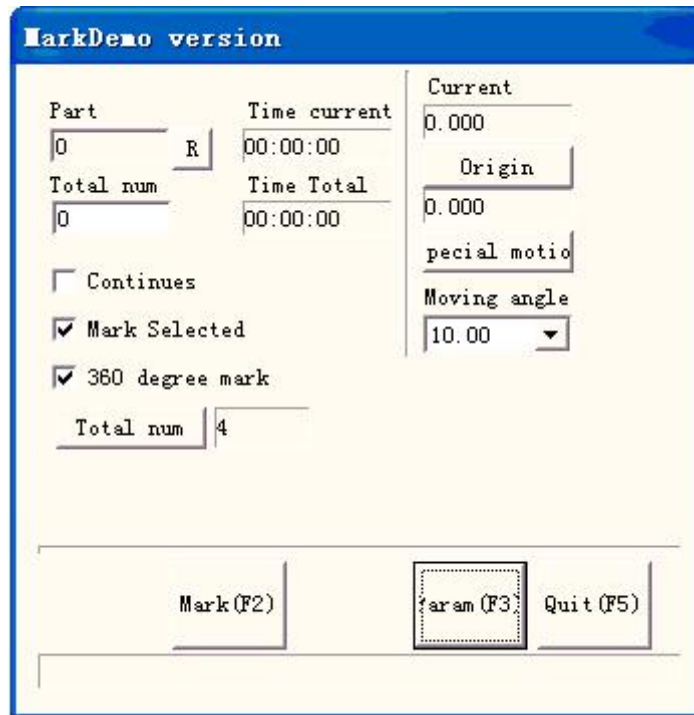 MarkDemo version
Part
0
R
Time current
00:00:00
Total num
0
Time Total
00:00:00
Continues
Mark Selected
360 degree mark
Total num
4
Current
0.000
Origin
0.000
pecial motio
Moving angle
10.00
Mark(F2)
aram(F3)
Quit(F5)